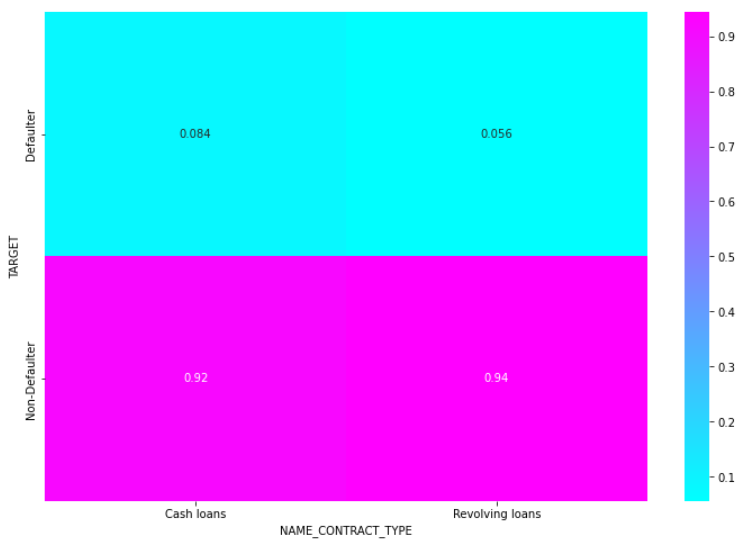 Defaulter
Non-Defaulter
TARGET
0.084
0.056
0.92
0.94
Cash loans
Revolving loans
NAME_CONTRACT_TYPE
0.9
0.8
0.7
0.6
0.5
0.4
0.3
0.2
0.1